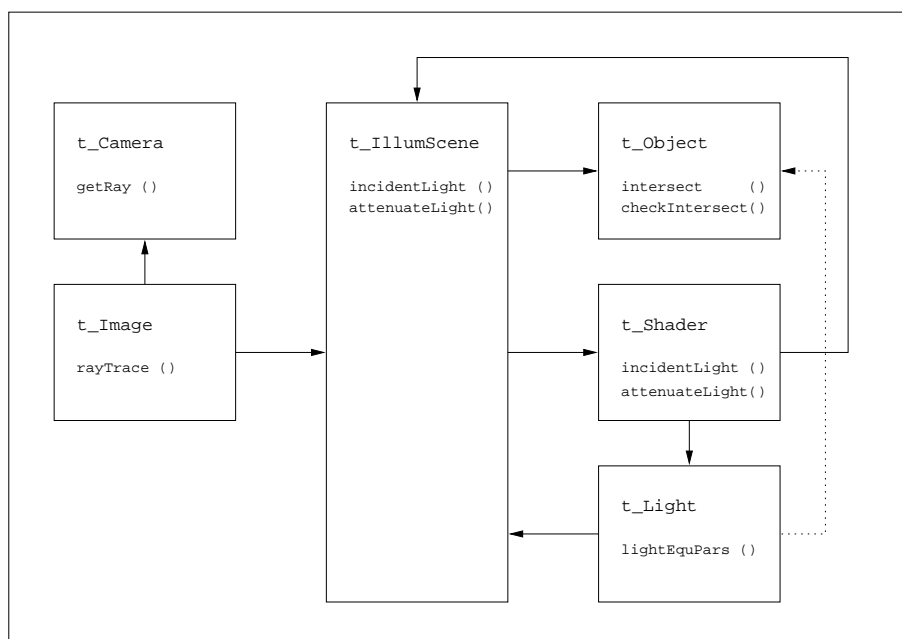 t_Camera
getRay ()
t_Image
rayTrace ()
t_IllumScene
incidentLight ()
attenuateLight()
t_Object
intersect ()
checkIntersect()
t_Shader
incidentLight ()
attenuateLight()
t_Light
lightEquPars ()